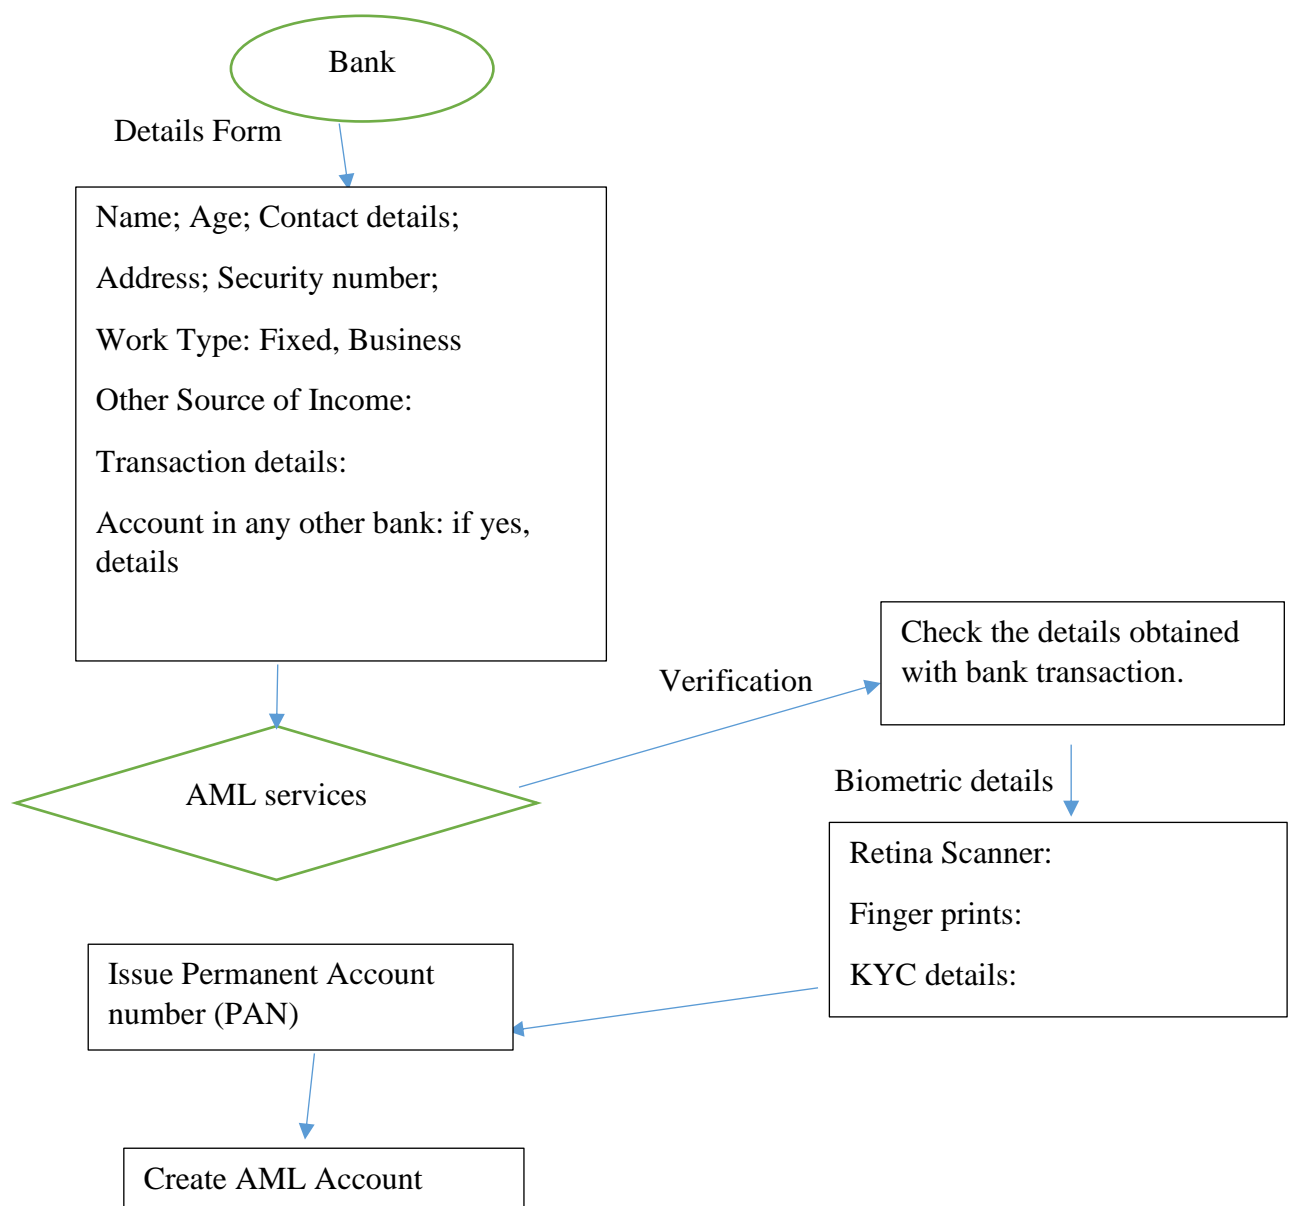 Bank
Details Form
Name; Age; Contact details;
Address; Security number;
Work Type: Fixed, Business
Other Source of Income:
Transaction details:
Account in any other bank: if yes,
details
Check the details obtained
with bank transaction.
Verification
AML services
Biometric details
Retina Scanner:
Finger prints:
KYC details:
Issue Permanent Account
number (PAN)
Create AML Account